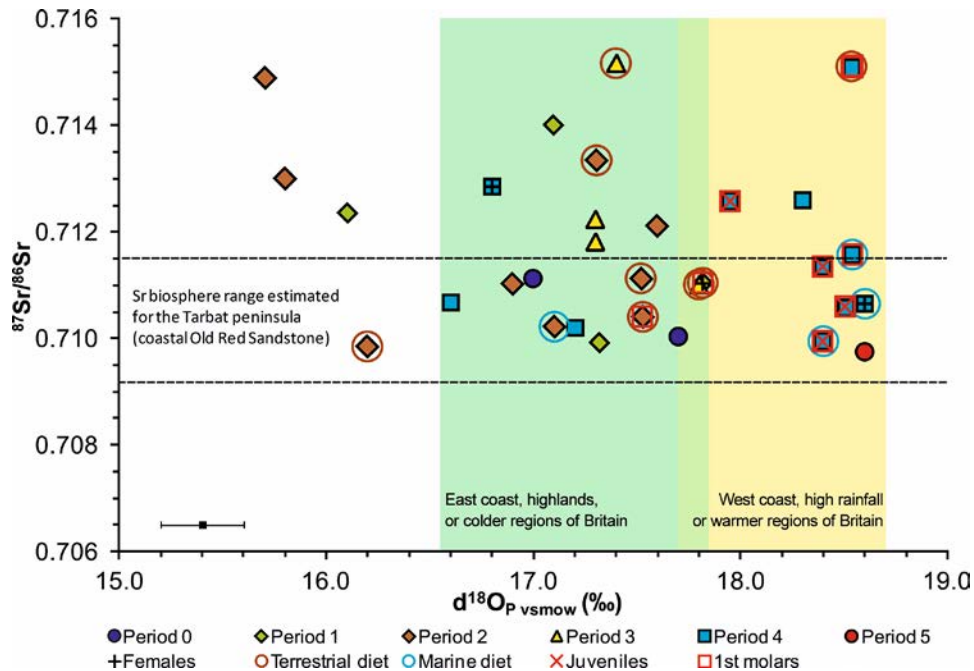 0.716
0.714
0.712
0.710
0.708
0.706
⁸⁷Sr/⁸⁶Sr
Sr biosphere range estimated
for the Tarbat peninsula
(coastal Old Red Sandstone)
East coast, highlands,
or colder regions of Britain
West coast, high rainfall
or warmer regions of Britain
15.0 16.0 17.0 18.0 19.0
d¹⁸O_P vsmow (‰)
Period 0 Period 1 Period 2 Period 3 Period 4 Period 5
Females Terrestrial diet Marine diet Juveniles 1st molars